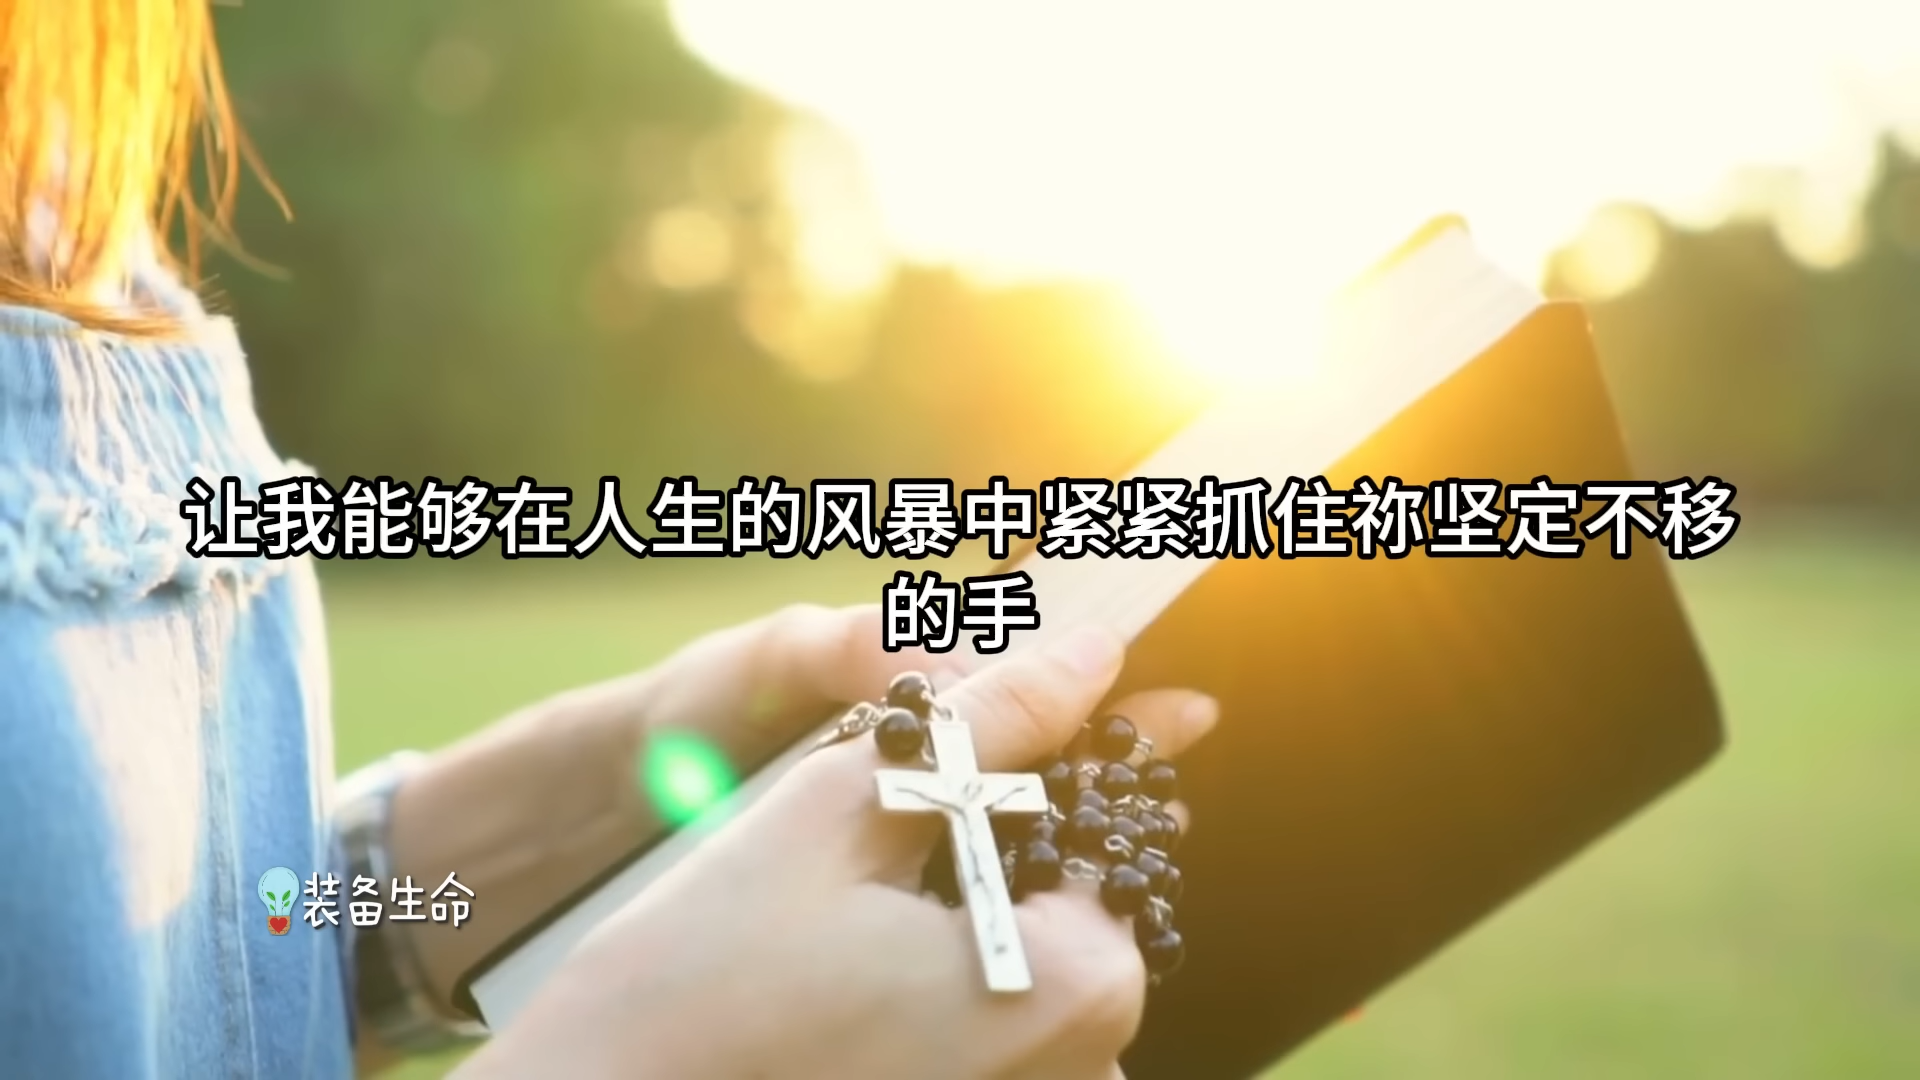 让我能够在人生的风暴中紧紧抓住祢坚定不移
的手
装备生命